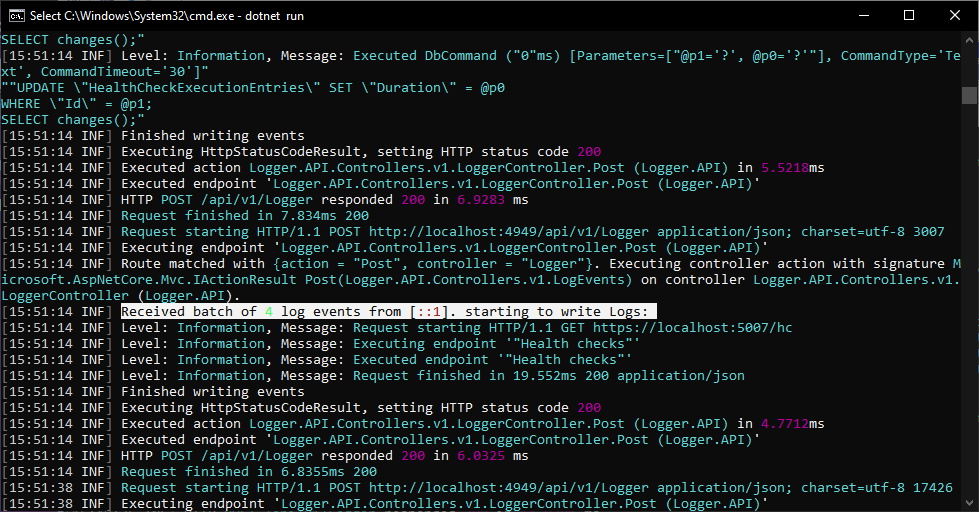 Select C:\Windows\System32\cmd.exe - dotnet run
SELECT changes();"
[15:51:14 INF] Level: Information, Message: Executed DbCommand ("0"ms) [Parameters=["@p1='?', @p0='?'"], CommandType='Te
xt', CommandTimeout='30']"
""UPDATE \"HealthCheckExecutionEntries\" SET \"Duration\" = @p0
WHERE \"Id\" = @p1;
SELECT changes();"
[15:51:14 INF] Finished writing events
[15:51:14 INF] Executing HttpStatusCodeResult, setting HTTP status code 200
[15:51:14 INF] Executed action Logger.API.Controllers.v1.LoggerController.Post (Logger.API) in 5.5218ms
[15:51:14 INF] Executed endpoint 'Logger.API.Controllers.v1.LoggerController.Post (Logger.API)'
[15:51:14 INF] HTTP POST /api/v1/Logger responded 200 in 6.9283 ms
[15:51:14 INF] Request finished in 7.834ms 200
[15:51:14 INF] Request starting HTTP/1.1 POST http://localhost:4949/api/v1/Logger application/json; charset=utf-8 3007
[15:51:14 INF] Executing endpoint 'Logger.API.Controllers.v1.LoggerController.Post (Logger.API)'
[15:51:14 INF] Route matched with {action = "Post", controller = "Logger"}. Executing controller action with signature M
icrosoft.AspNetCore.Mvc.IActionResult Post(Logger.API.Controllers.v1.LogEvents) on controller Logger.API.Controllers.v1.
LoggerController (Logger.API).
[15:51:14 INF] Received batch of 4 log events from [::1]. starting to write Logs:
[15:51:14 INF] Level: Information, Message: Request starting HTTP/1.1 GET https://localhost:5007/hc
[15:51:14 INF] Level: Information, Message: Executing endpoint '"Health checks"'
[15:51:14 INF] Level: Information, Message: Executed endpoint '"Health checks"'
[15:51:14 INF] Level: Information, Message: Request finished in 19.552ms 200 application/json
[15:51:14 INF] Finished writing events
[15:51:14 INF] Executing HttpStatusCodeResult, setting HTTP status code 200
[15:51:14 INF] Executed action Logger.API.Controllers.v1.LoggerController.Post (Logger.API) in 4.7712ms
[15:51:14 INF] Executed endpoint 'Logger.API.Controllers.v1.LoggerController.Post (Logger.API)'
[15:51:14 INF] HTTP POST /api/v1/Logger responded 200 in 6.0325 ms
[15:51:14 INF] Request finished in 6.8355ms 200
[15:51:38 INF] Request starting HTTP/1.1 POST http://localhost:4949/api/v1/Logger application/json; charset=utf-8 17426
[15:51:38 INF] Executing endpoint 'Logger.API.Controllers.v1.LoggerController.Post (Logger.API)'